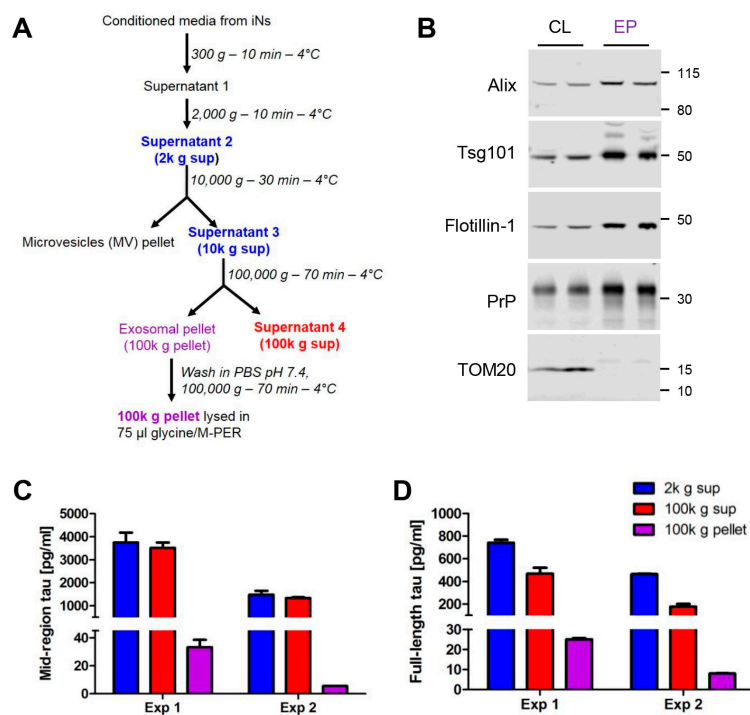 A
Conditioned media from iNs
300 g – 10 min – 4°C
Supernatant 1
2,000 g – 10 min – 4°C
Supernatant 2
(2k g sup)
10,000 g – 30 min – 4°C
Microvesicles (MV) pellet
Supernatant 3
(10k g sup)
100,000 g – 70 min – 4°C
Exosomal pellet
(100k g pellet)
Supernatant 4
(100k g sup)
Wash in PBS pH 7.4,
100,000 g – 70 min – 4°C
100k g pellet lysed in
75 µl glycine/M-PER
B
CL EP
Alix
115
80
Tsg101
50
Flotillin-1
50
PrP
30
TOM20
15
10
C
Mid-region tau [pg/ml]
5000
4000
3000
2000
1000
40
20
0
Exp 1 Exp 2
D
Full-length tau [pg/ml]
1000
800
600
400
200
30
20
10
0
Exp 1 Exp 2
2k g sup
100k g sup
100k g pellet